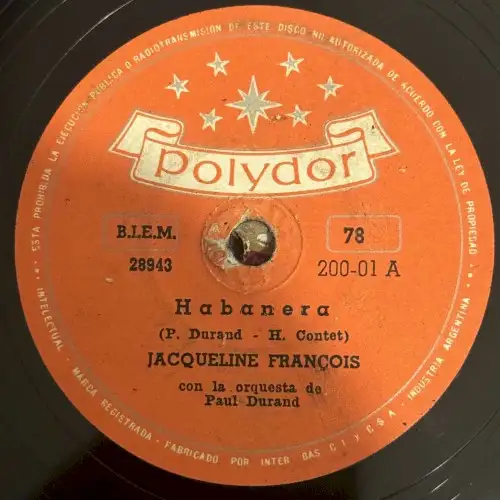 ESTA PROHIBIDA LA EJECUCION PUBLICA O RADIOTRANSMISION DE ESTE DISCO NO AUTORIZADA DE ACUERDO CON LA LEY DE PROPIEDAD INTELECTUAL
polydor
B.I.E.M.
78
28943
200-01 A
Habanera
(P. Durand - H. Contet)
JACQUELINE FRANÇOIS
con la orquesta de
Paul Durand
MARCA REGISTRADA - FABRICADO POR INTER BAS C I y C S A - INDUSTRIA ARGENTINA